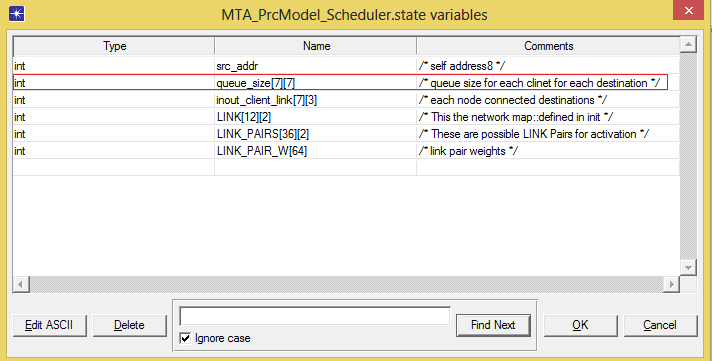 MTA_PrcModel_Scheduler.state variables
Type Name Comments
int src_addr /* self address8 */
int queue_size[7][7] /* queue size for each clinet for each destination */
int inout_client_link[7][3] /* each node connected destinations */
int LINK[12][2] /* This the network map::defined in init */
int LINK_PAIRS[36][2] /* These are possible LINK Pairs for activation */
int LINK_PAIR_W[64] /* link pair weights */
Edit ASCII Delete Find Next OK Cancel
Ignore case